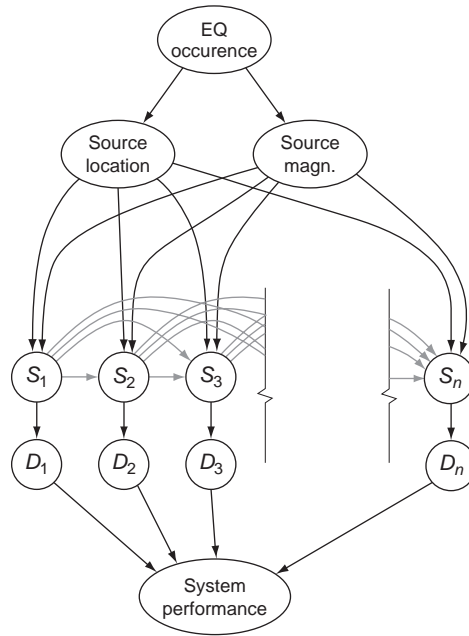 EQ
occurence
Source
location
Source
magn.
S1
S2
S3
Sn
D1
D2
D3
Dn
System
performance